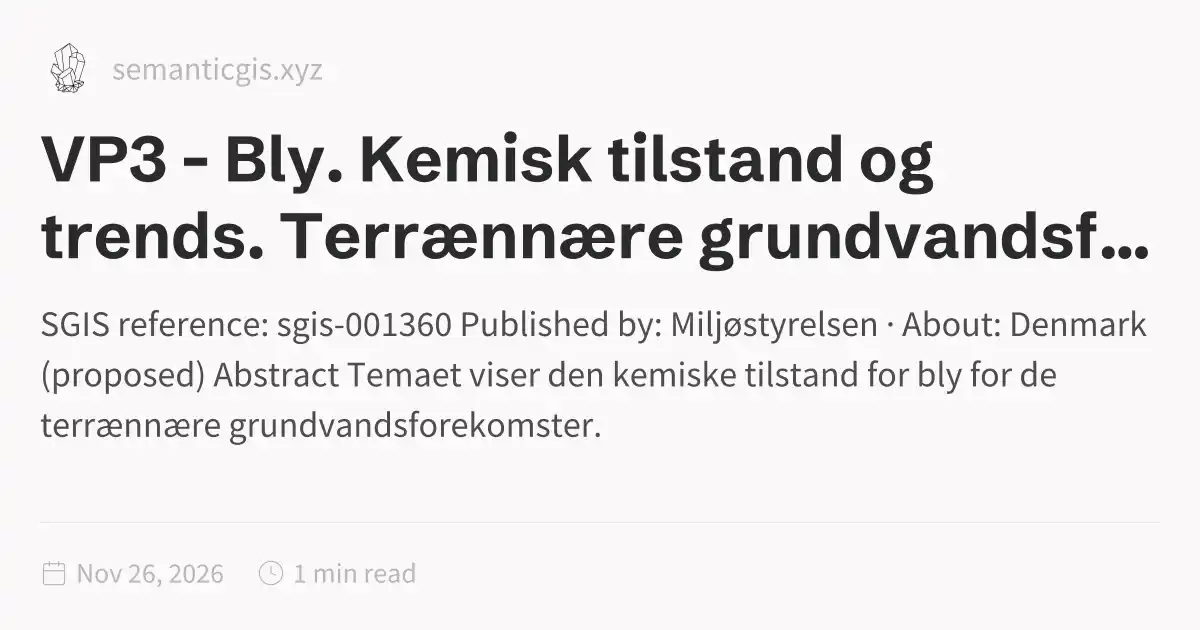 semanticgis.xyz
VP3 - Bly. Kemisk tilstand og
trends. Terrænnære grundvandsf...
SGIS reference: sgis-001360 Published by: Miljøstyrelsen · About: Denmark
(proposed) Abstract Temaet viser den kemiske tilstand for bly for de
terrænnære grundvandsforekomster.
Nov 26, 2026 1 min read